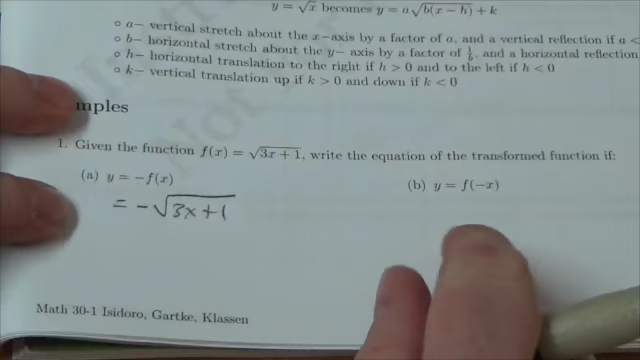 y = √x becomes y = a√b(x − h) + k
○ a− vertical stretch about the x−axis by a factor of a, and a vertical reflection if a <
○ b− horizontal stretch about the y− axis by a factor of 1/b, and a horizontal reflection
○ h− horizontal translation to the right if h > 0 and to the left if h < 0
○ k− vertical translation up if k > 0 and down if k < 0
mples
1. Given the function f(x) = √3x + 1, write the equation of the transformed function if:
(a) y = −f(x) (b) y = f(−x)
= −√3x+1
Math 30-1 Isidoro, Gartke, Klassen